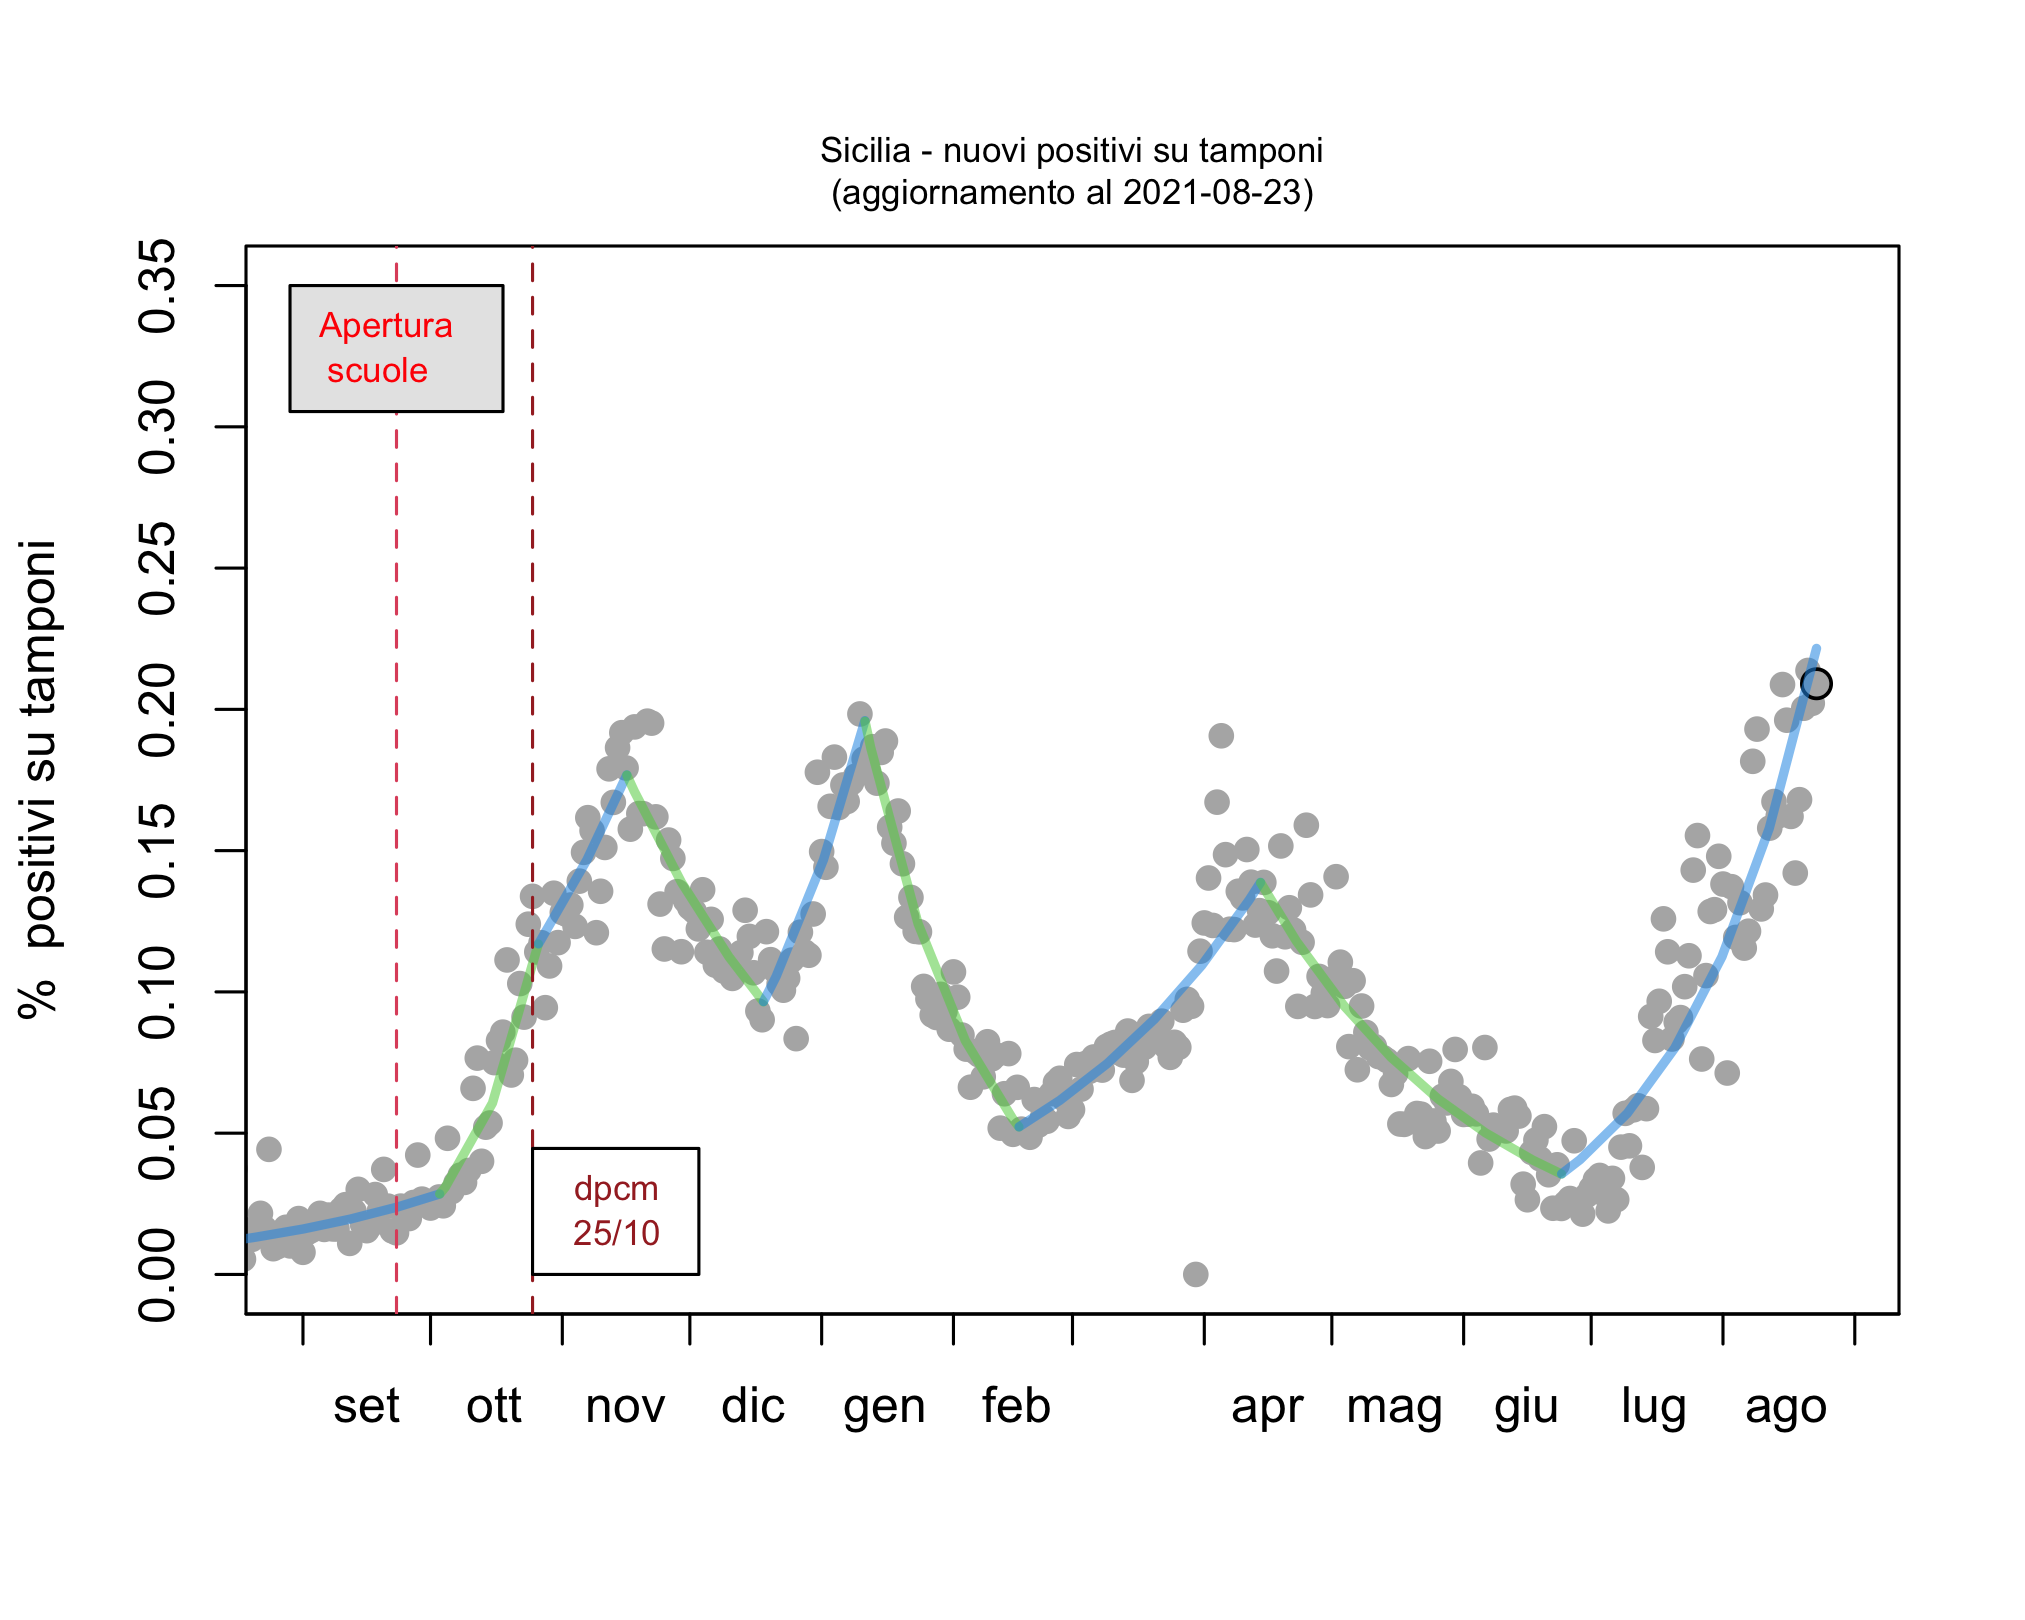 Sicilia - nuovi positivi su tamponi
(aggiornamento al 2021-08-23)
% positivi su tamponi
0.35
0.30
0.25
0.20
0.15
0.10
0.05
0.00
Apertura
scuole
dpcm
25/10
set ott nov dic gen feb apr mag giu lug ago